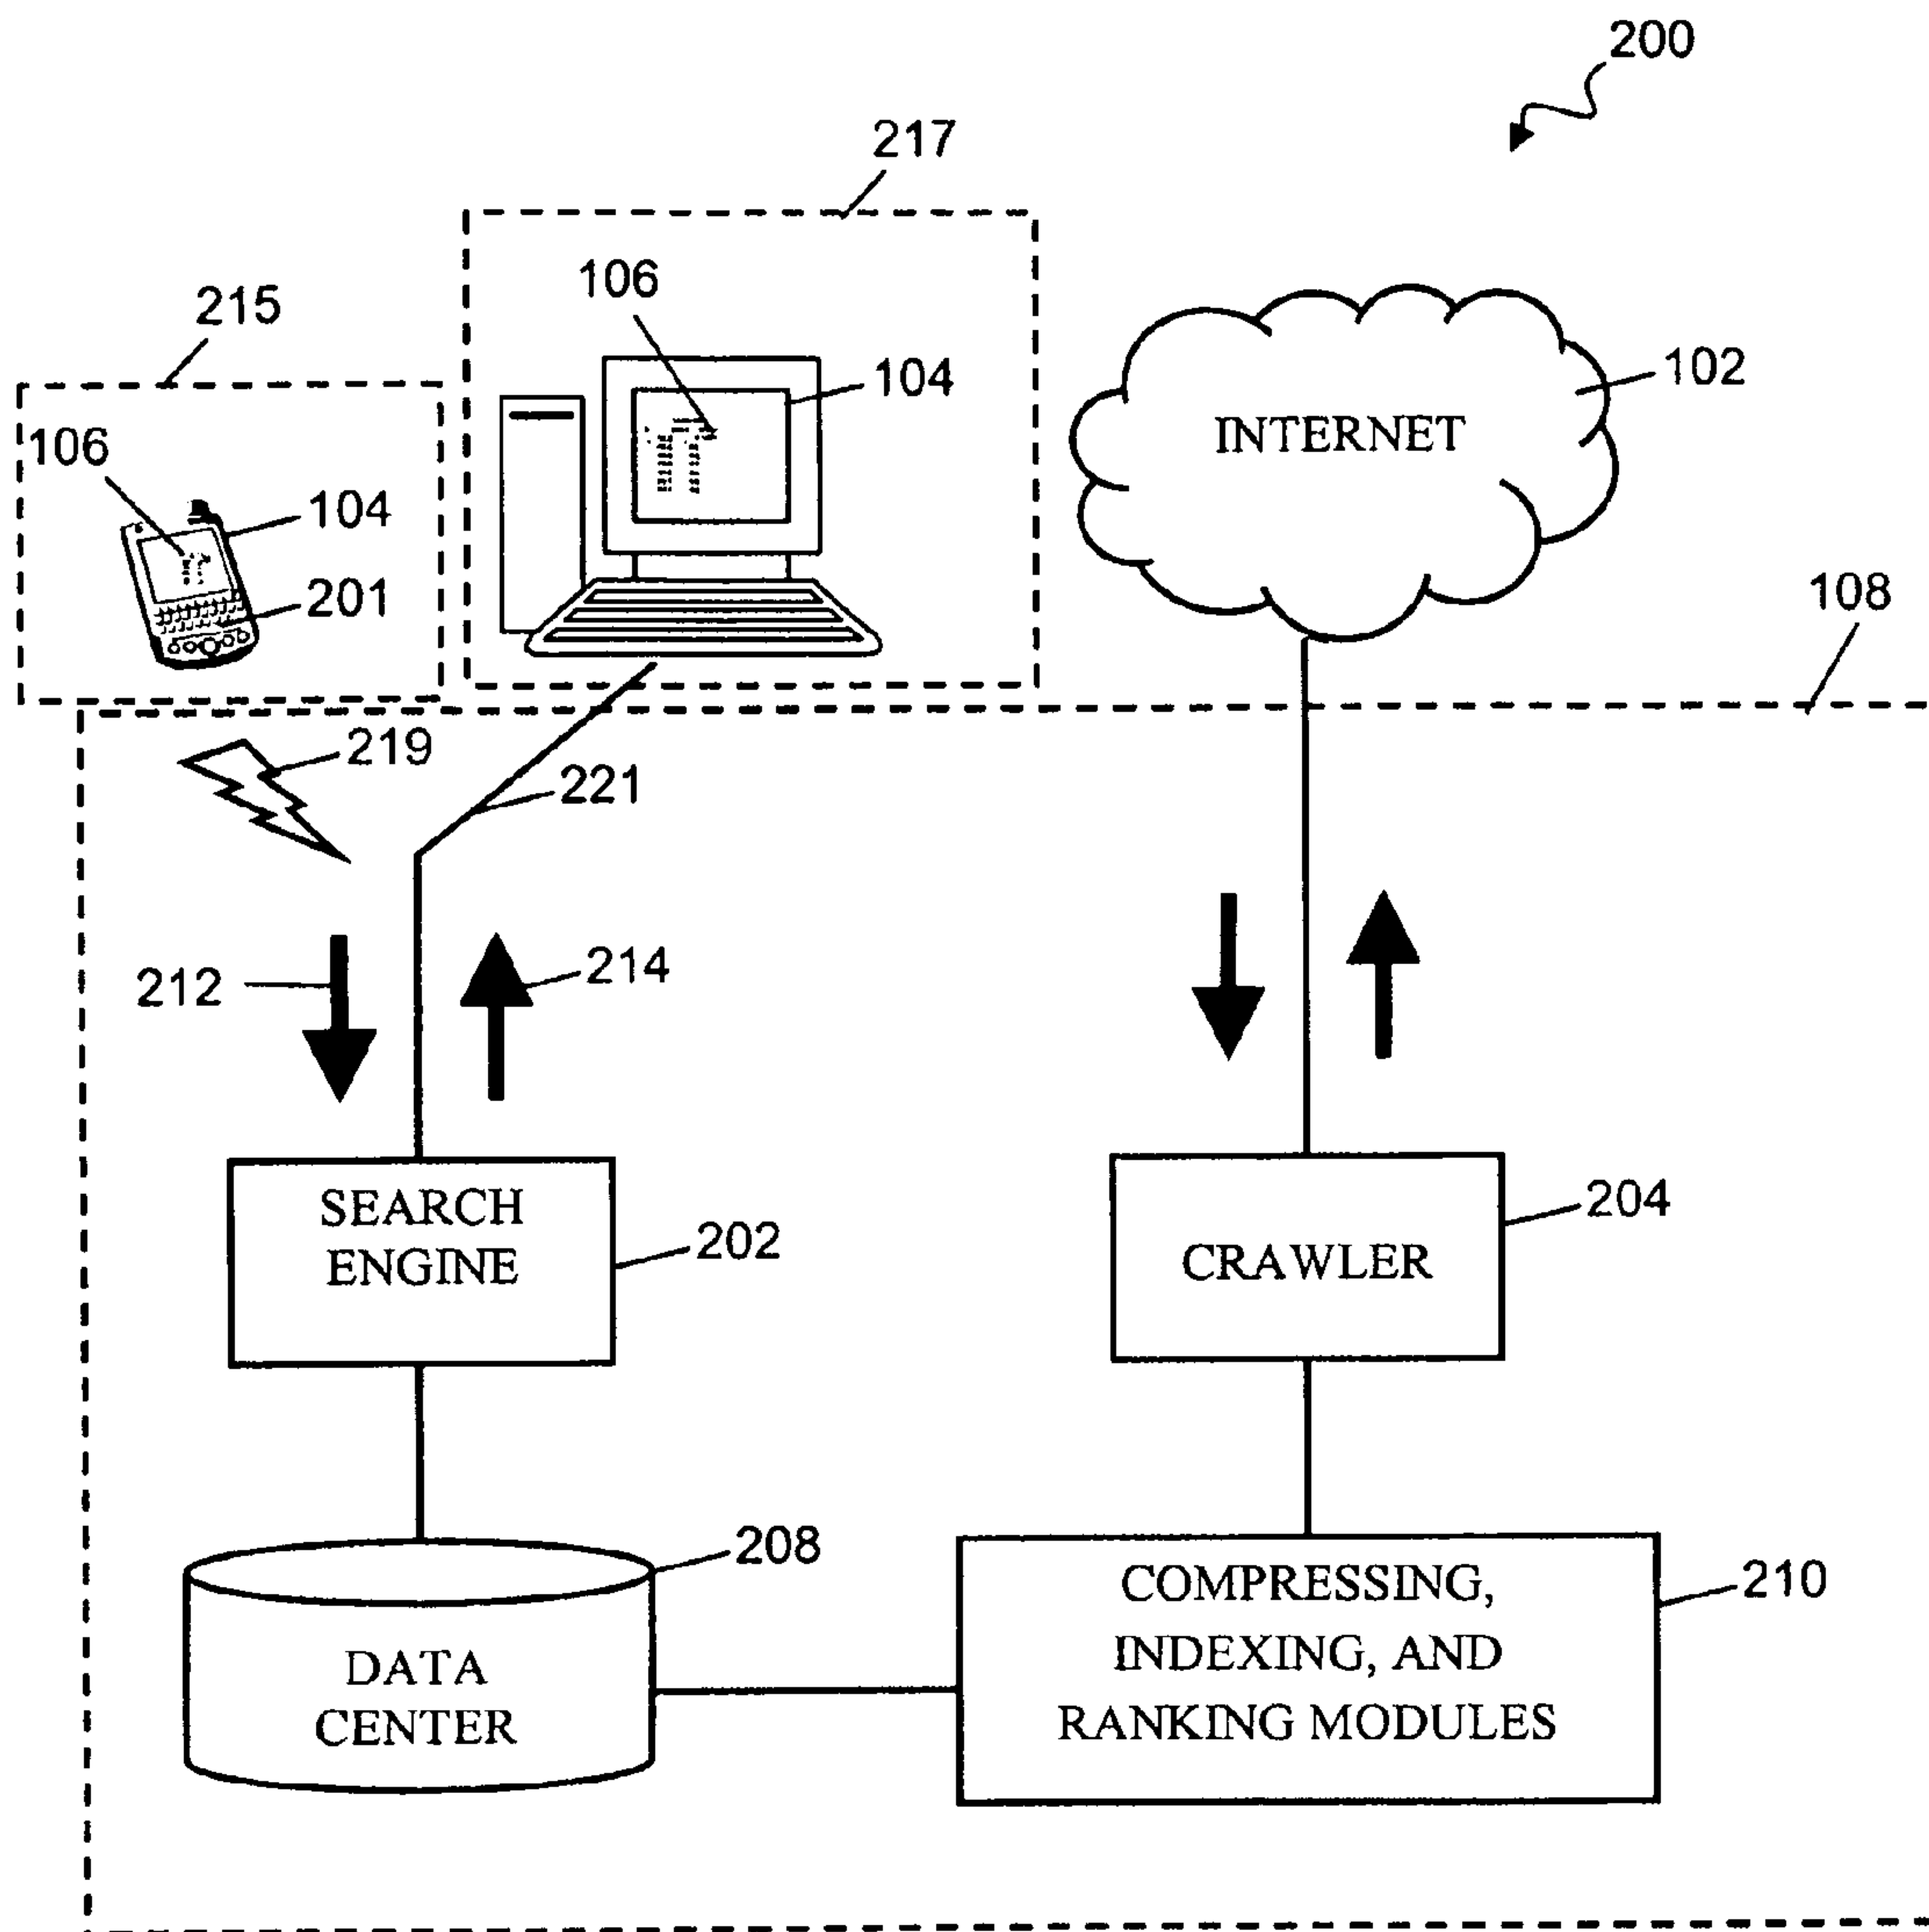 200
217
106
215
104
102
INTERNET
106
104
201
108
219
221
212
214
SEARCH
ENGINE
202
204
CRAWLER
208
DATA
CENTER
COMPRESSING,
INDEXING, AND
RANKING MODULES
210